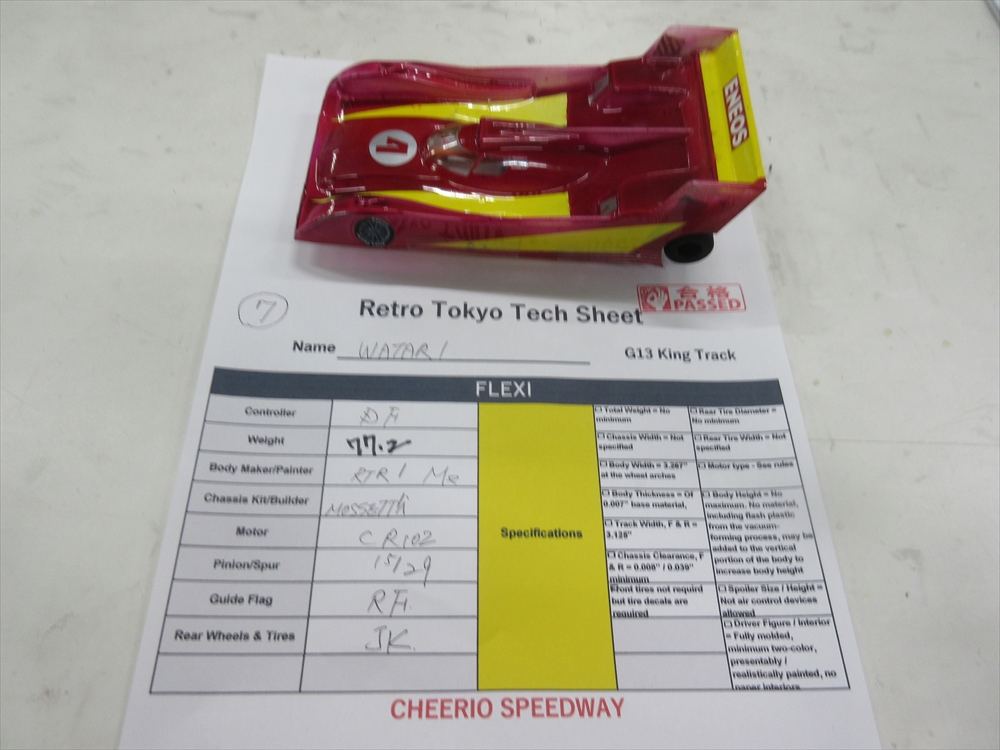 1
ENEOS
7
Retro Tokyo Tech Sheet
合格
PASSED
Name WATARI
G13 King Track
FLEXI
Controller
Weight 77.2
Body Maker/Painter RTR / Me
Chassis Kit/Builder
Motor CR102
Pinion/Spur 15/29
Guide Flag
Rear Wheels & Tires JK
Specifications
Total Weight = No
minimum
Chassis Width = Not
specified
Body Width = 3.267"
at the wheel arches
Body Thickness = Of
0.007" base material,
Track Width, F & R =
3.125"
Chassis Clearance, F
& R = 0.008" / 0.039"
minimum
Front tires not requird
but tire decals are
required
Rear Tire Diameter =
No minimum
Rear Tire Width = Not
specified
Motor type - See rules
Body Height = No
maximum. No material,
including flash plastic
from the vacuum-
forming process, may be
added to the vertical
portion of the body to
increase body height
Spoiler Size / Height =
Not air control devices
allowed
Driver Figure / Interior
= Fully molded,
minimum two-color,
presentably /
realistically painted, no
paper interiors
CHEERIO SPEEDWAY